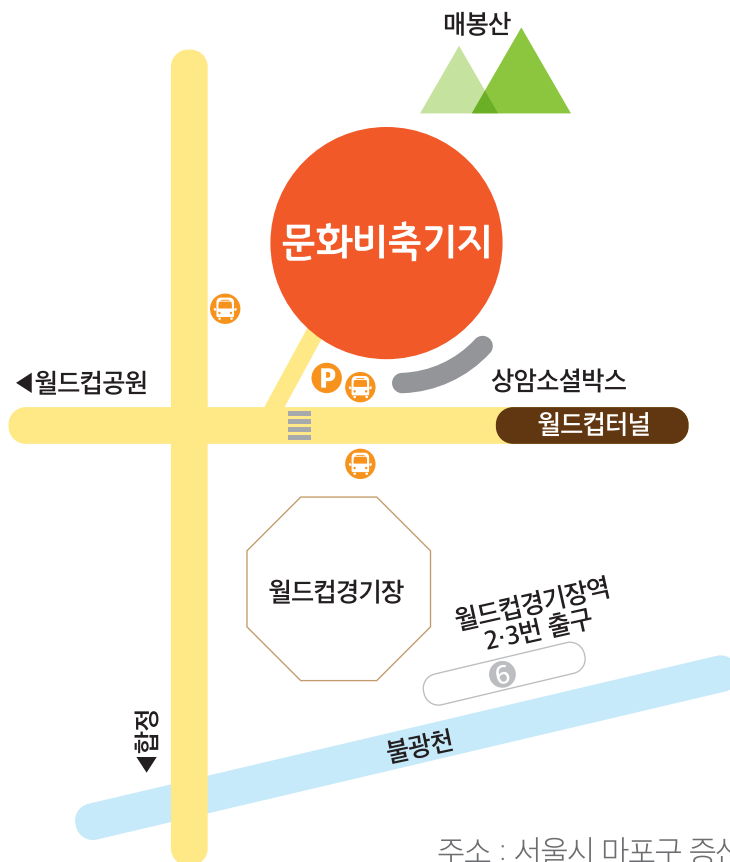 매봉산
문화비축기지
P
◀월드컵공원
상암소셜박스
월드컵터널
월드컵경기장
월드컵경기장역
2·3번 출구
6
◀합정
불광천
주소 : 서울시 마포구